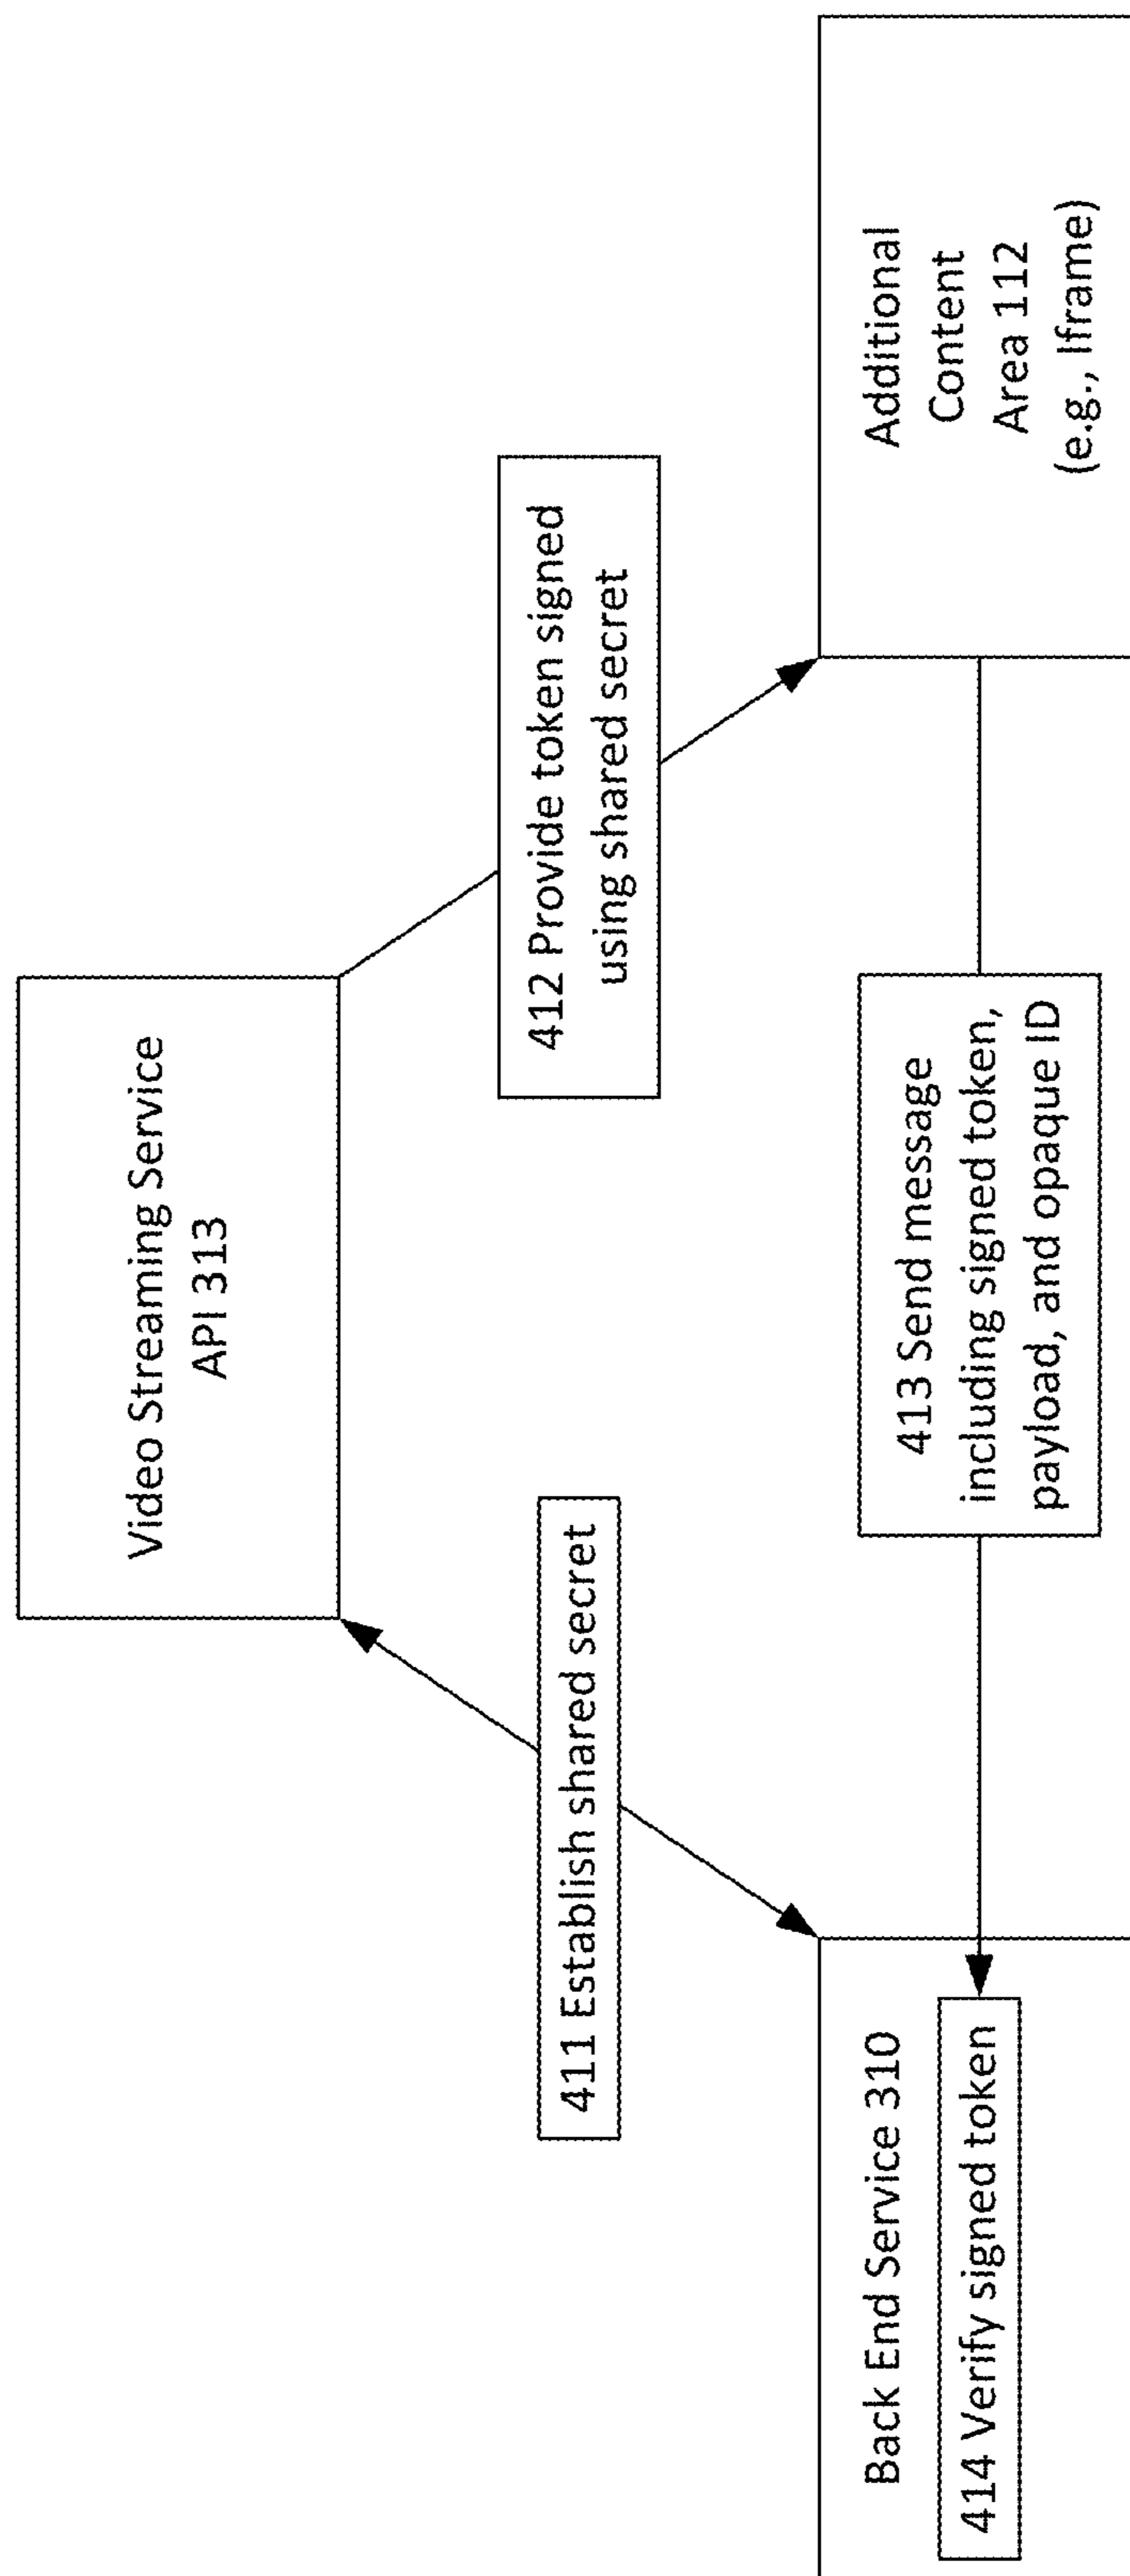 Video Streaming Service
API 313
411 Establish shared secret
412 Provide token signed
using shared secret
Back End Service 310
414 Verify signed token
413 Send message
including signed token,
payload, and opaque ID
Additional
Content
Area 112
(e.g., Iframe)